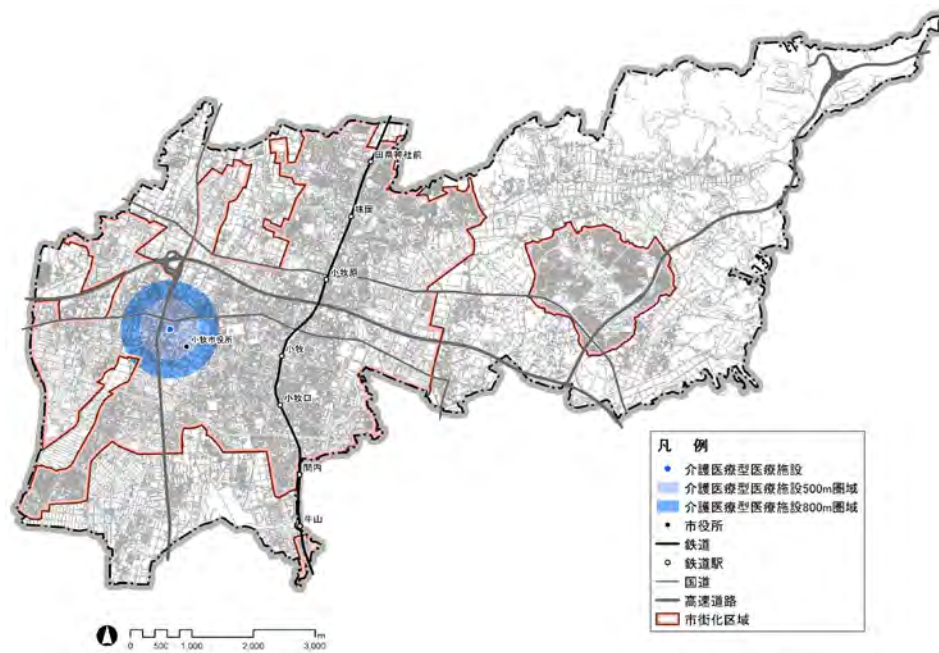 田県神社前
味岡
小牧原
小牧市役所
小牧
小牧口
間内
牛山
凡 例
介護医療型医療施設
介護医療型医療施設500m圏域
介護医療型医療施設800m圏域
市役所
鉄道
鉄道駅
国道
高速道路
市街化区域
m
0 500 1,000 2,000 3,000